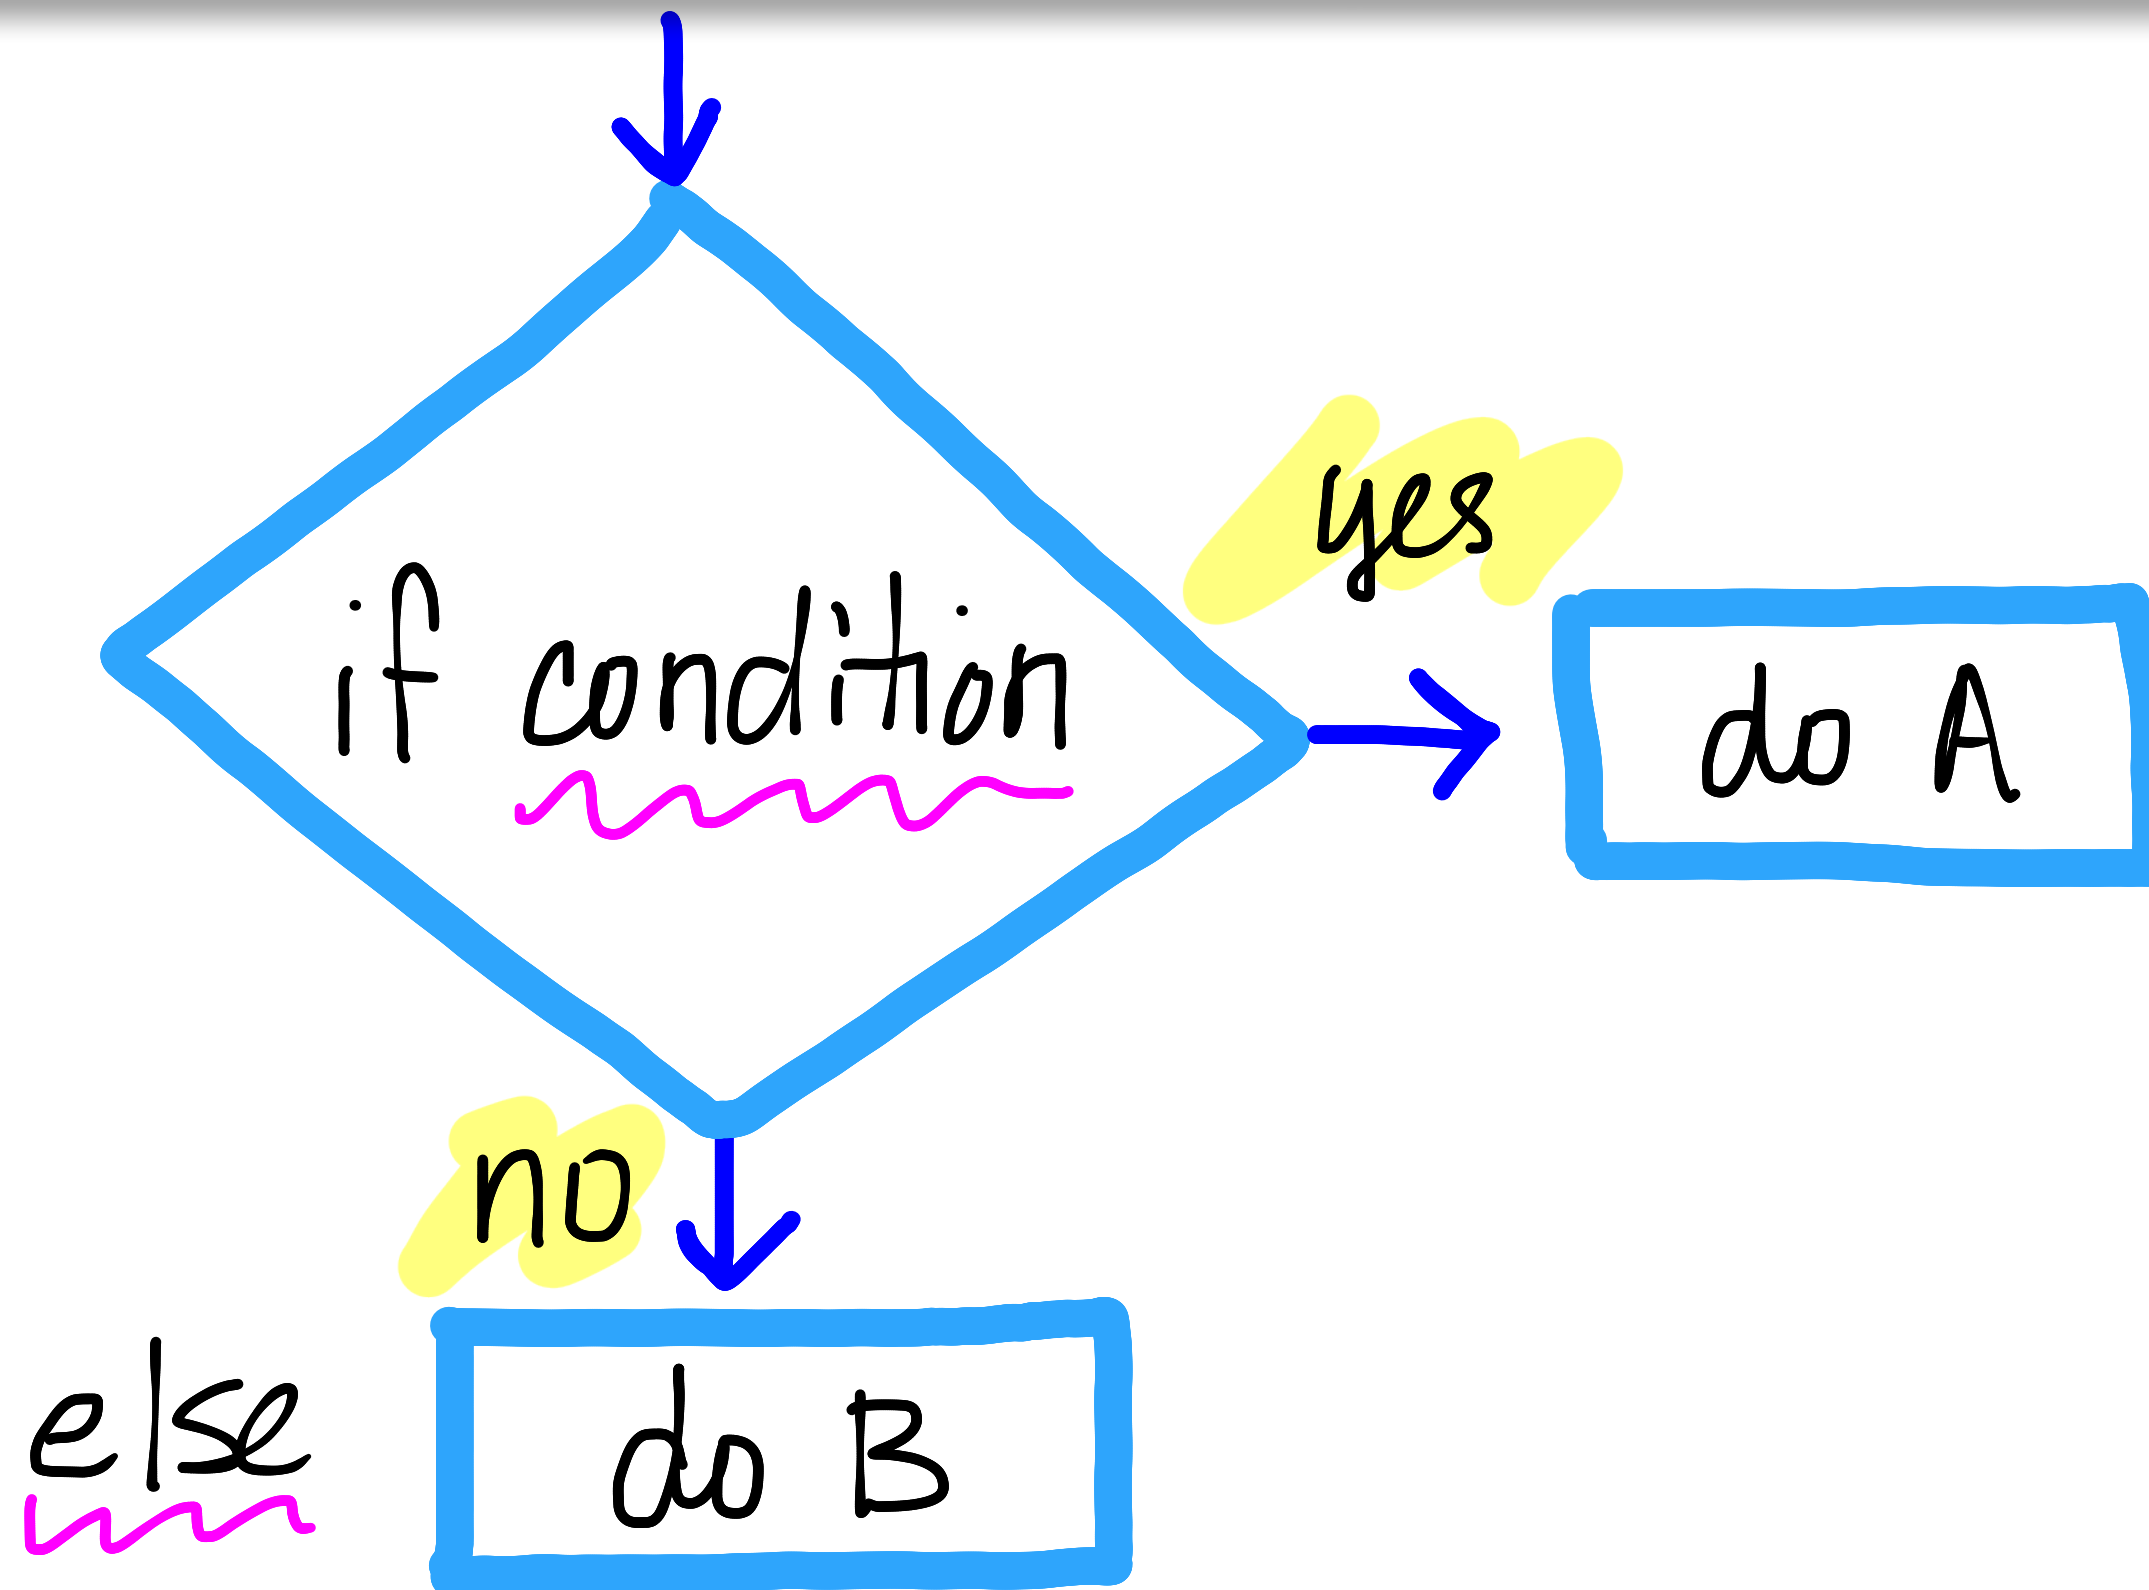 yes
if condition
do A
no
else
do B